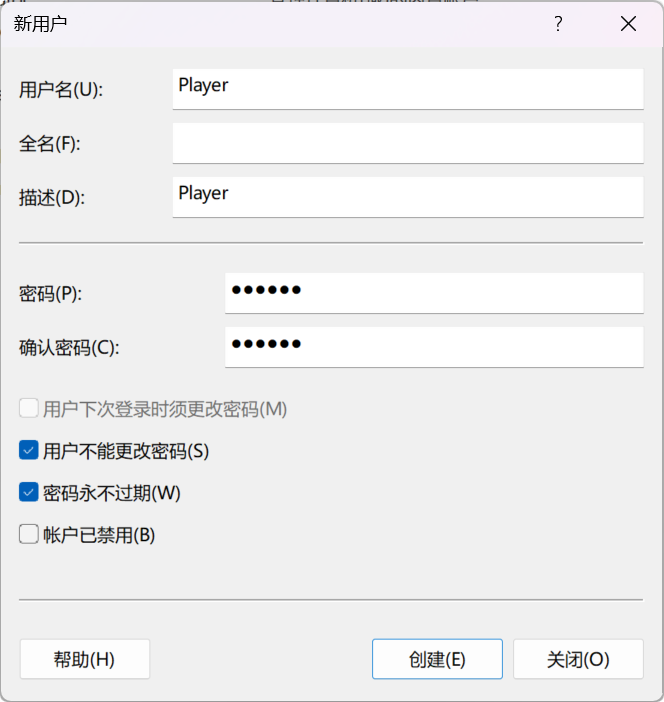 新用户
?
用户名(U):
Player
全名(F):
描述(D):
Player
密码(P):
●●●●●●
确认密码(C):
●●●●●●
用户下次登录时须更改密码(M)
用户不能更改密码(S)
密码永不过期(W)
帐户已禁用(B)
帮助(H)
创建(E)
关闭(O)